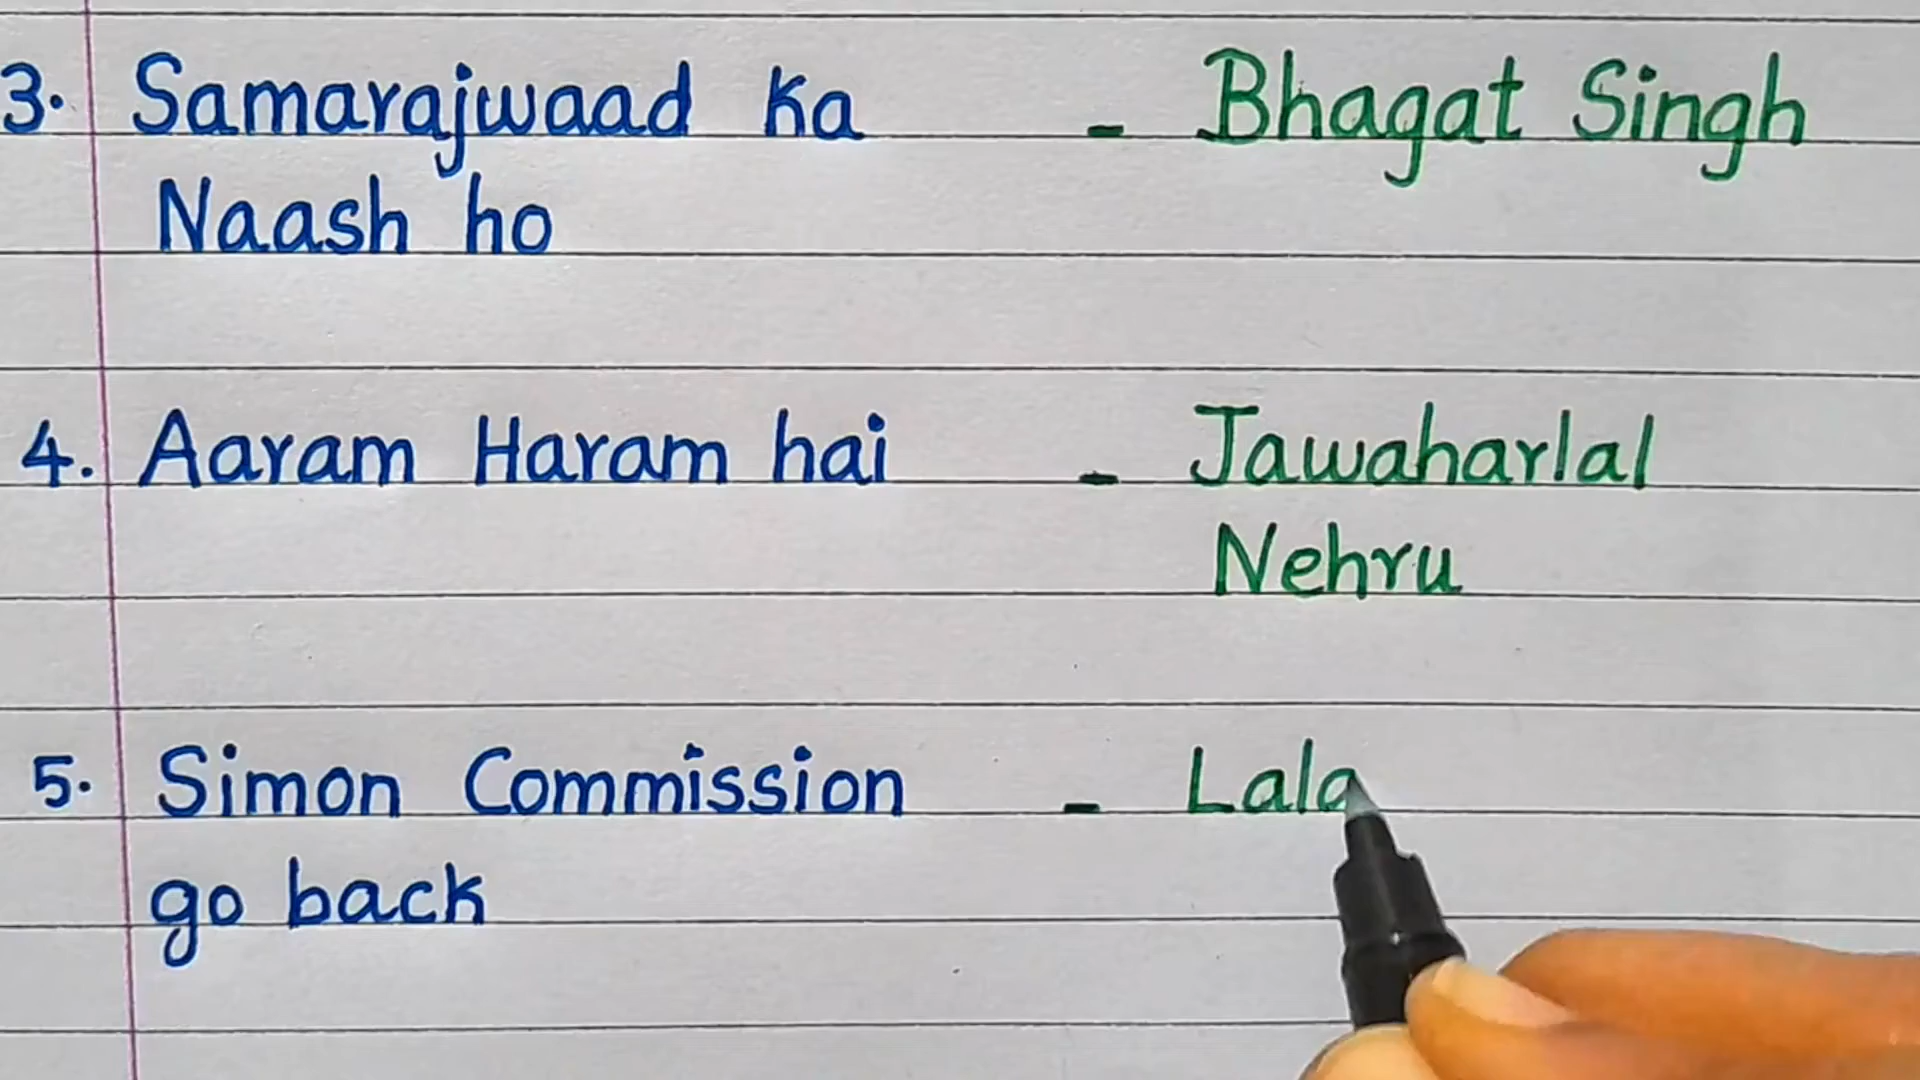 3. Samarajwaad Ka - Bhagat Singh
Naash ho
4. Aaram Haram hai - Jawaharlal
Nehru
5. Simon Commission - Lala
go back